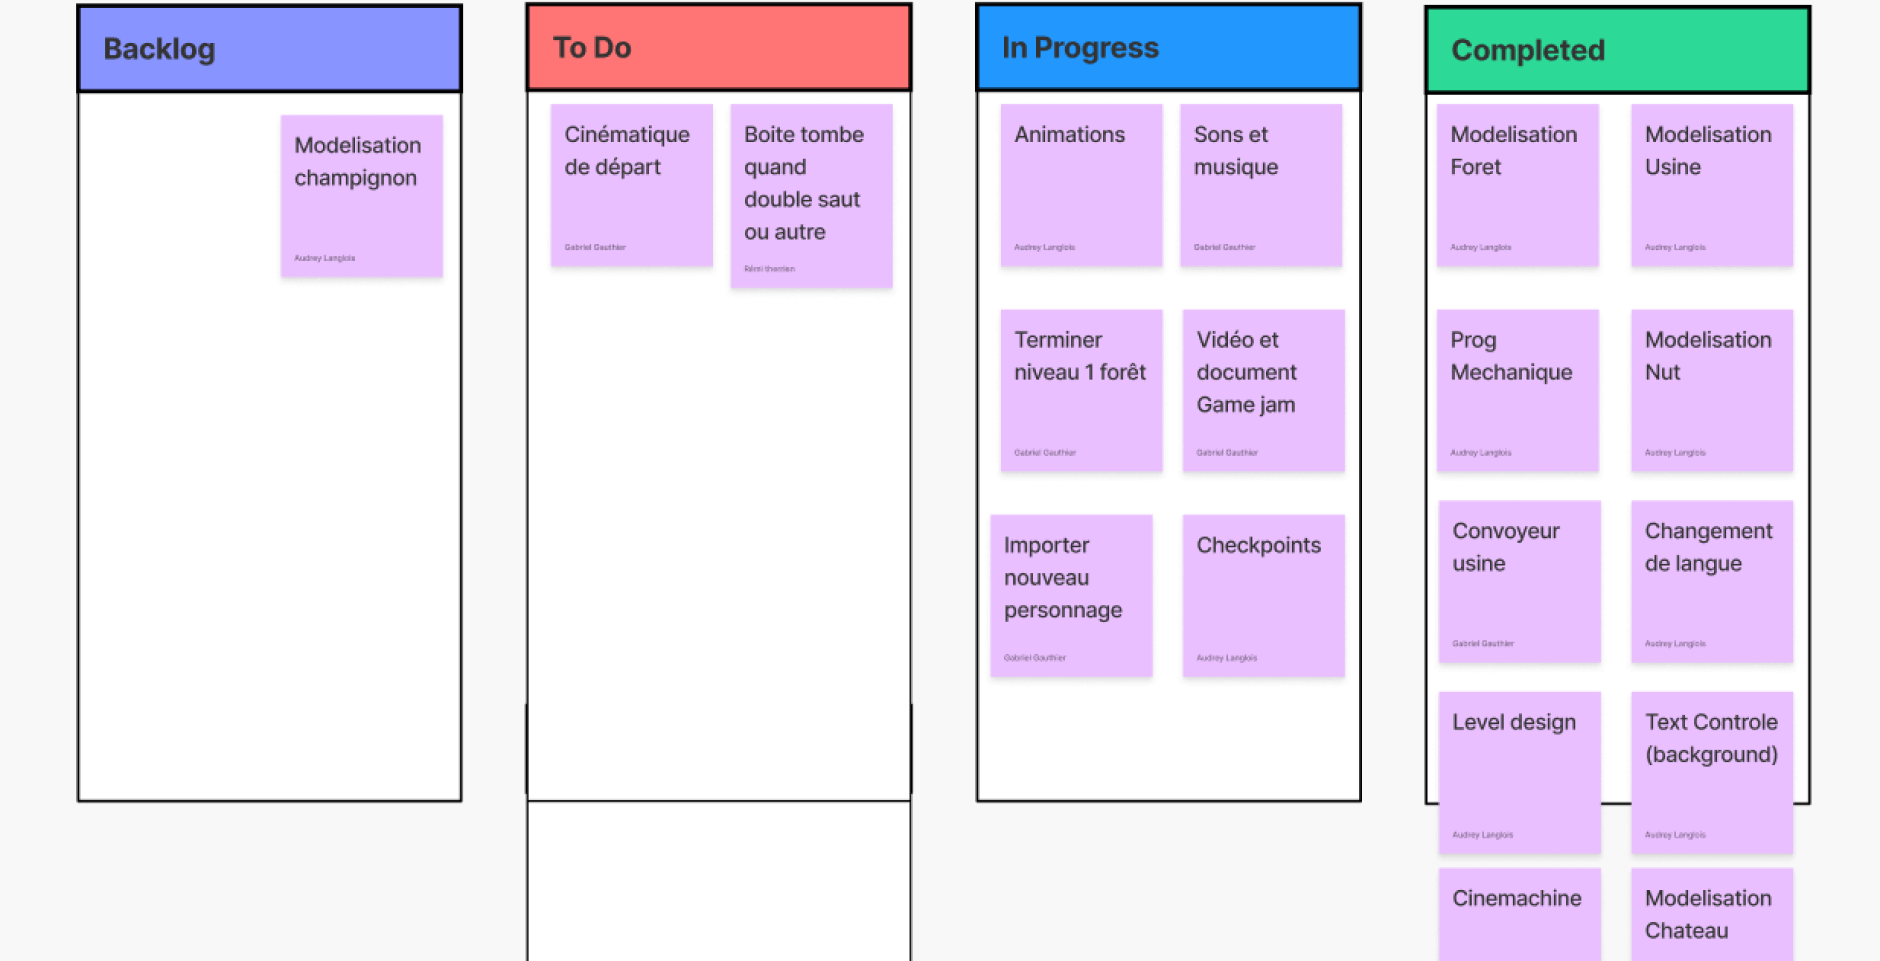 Backlog
Modelisation
champignon
Audrey Langlois
To Do
Cinématique
de départ
Gabriel Gauthier
Boite tombe
quand
double saut
ou autre
Rémi therrien
In Progress
Animations
Audrey Langlois
Sons et
musique
Gabriel Gauthier
Terminer
niveau 1 forêt
Gabriel Gauthier
Vidéo et
document
Game jam
Gabriel Gauthier
Importer
nouveau
personnage
Gabriel Gauthier
Checkpoints
Audrey Langlois
Completed
Modelisation
Foret
Audrey Langlois
Modelisation
Usine
Audrey Langlois
Prog
Mechanique
Audrey Langlois
Modelisation
Nut
Audrey Langlois
Convoyeur
usine
Gabriel Gauthier
Changement
de langue
Audrey Langlois
Level design
Audrey Langlois
Text Controle
(background)
Audrey Langlois
Cinemachine
Modelisation
Chateau